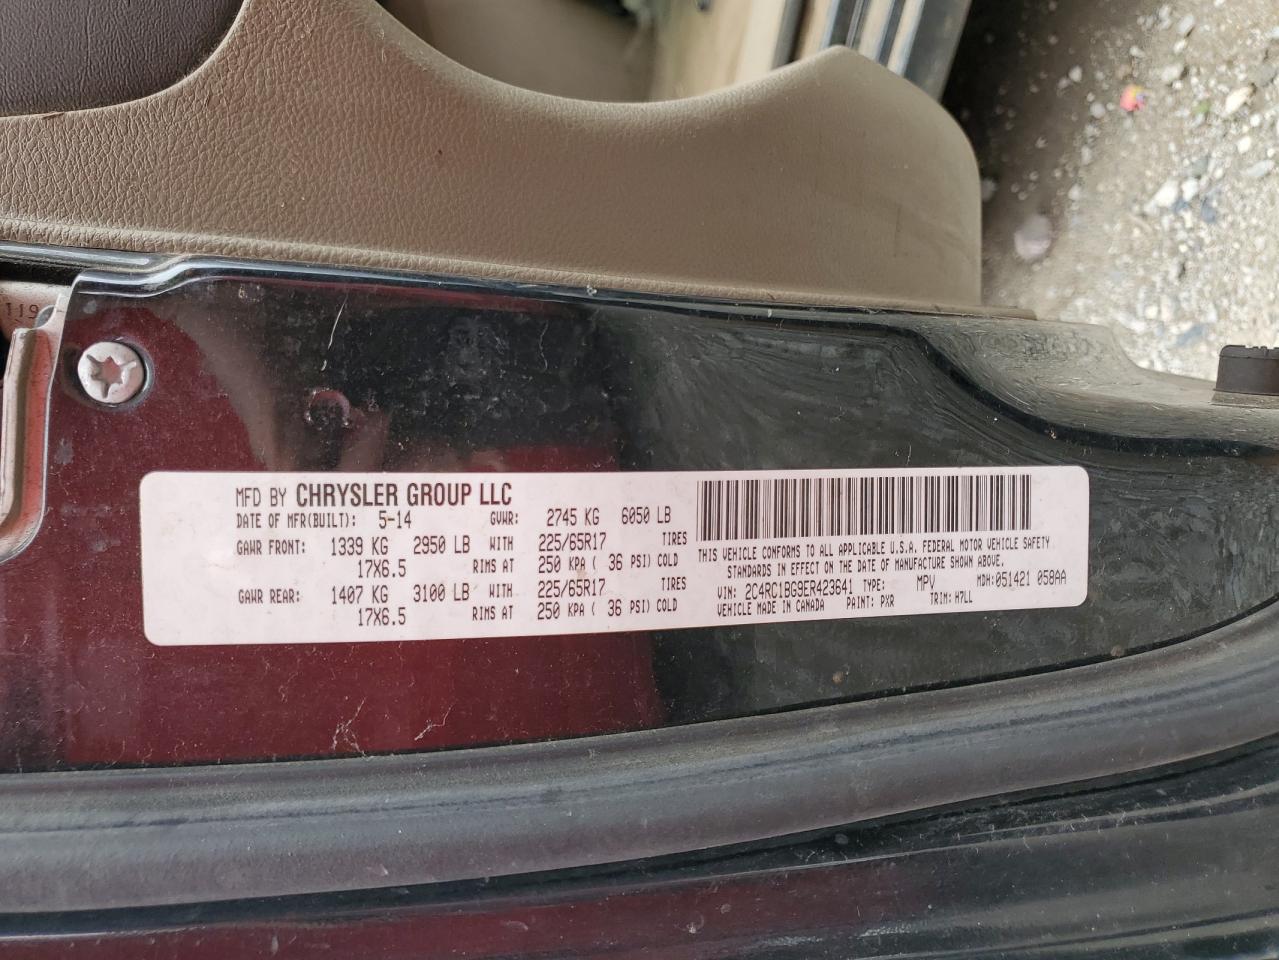 119
MFD BY CHRYSLER GROUP LLC
DATE OF MFR(BUILT): 5-14 GVWR: 2745 KG 6050 LB
GAWR FRONT: 1339 KG 2950 LB WITH 225/65R17 TIRES
17X6.5 RIMS AT 250 KPA ( 36 PSI) COLD
GAWR REAR: 1407 KG 3100 LB WITH 225/65R17 TIRES
17X6.5 RIMS AT 250 KPA ( 36 PSI) COLD
THIS VEHICLE CONFORMS TO ALL APPLICABLE U.S.A. FEDERAL MOTOR VEHICLE SAFETY
STANDARDS IN EFFECT ON THE DATE OF MANUFACTURE SHOWN ABOVE.
VIN: 2C4RC1BG9ER423641 TYPE: MPV MDH: 051421 058AA
VEHICLE MADE IN CANADA PAINT: PXR TRIM: H7LL